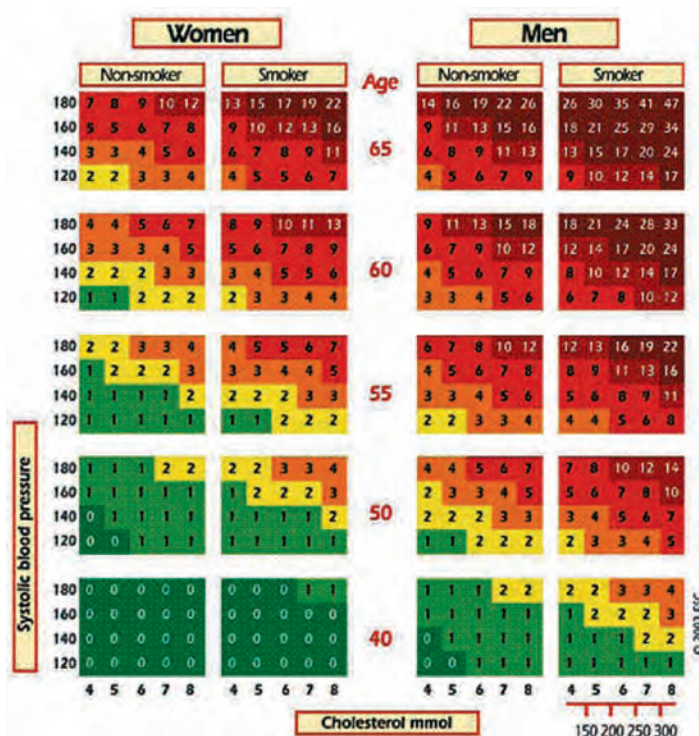 Women Men
Non-smoker Smoker Age Non-smoker Smoker
180 7 8 9 10 12 13 15 17 19 22 14 16 19 22 26 26 30 35 41 47
160 5 5 6 7 8 9 10 12 13 16 9 11 13 15 16 18 21 25 29 34
65
140 3 3 4 5 6 6 7 8 9 11 6 8 9 11 13 13 15 17 20 24
120 2 2 3 3 4 4 5 5 6 7 4 5 6 7 9 9 10 12 14 17
180 4 4 5 6 7 8 9 10 11 13 9 11 13 15 18 18 21 24 28 33
160 3 3 3 4 5 5 6 7 8 9 6 7 9 10 12 12 14 17 20 24
60
140 2 2 2 3 3 3 4 5 5 6 4 5 6 7 9 8 10 12 14 17
120 1 1 2 2 2 2 3 3 4 4 3 3 4 5 6 6 7 8 10 12
180 2 2 3 3 4 4 5 5 6 7 6 7 8 10 12 12 13 16 19 22
160 1 2 2 2 3 3 3 4 4 5 4 5 6 7 8 8 9 11 13 16
55
140 1 1 1 1 2 2 2 2 3 3 3 3 4 5 6 5 6 8 9 11
120 1 1 1 1 1 1 1 2 2 2 2 2 3 3 4 4 4 5 6 8
180 1 1 1 2 2 2 2 3 3 4 4 4 5 6 7 7 8 10 12 14
160 1 1 1 1 1 1 2 2 2 3 2 3 3 4 5 5 6 7 8 10
50
140 0 1 1 1 1 1 1 1 1 2 2 2 2 3 3 3 4 5 6 7
120 0 0 1 1 1 1 1 1 1 1 1 1 2 2 2 2 3 3 4 5
180 0 0 0 0 0 0 0 0 1 1 1 1 1 2 2 2 2 3 3 4
160 0 0 0 0 0 0 0 0 0 0 1 1 1 1 1 1 2 2 2 3
40
140 0 0 0 0 0 0 0 0 0 0 0 1 1 1 1 1 1 1 2 2
120 0 0 0 0 0 0 0 0 0 0 0 0 1 1 1 1 1 1 1 1
4 5 6 7 8 4 5 6 7 8 4 5 6 7 8 4 5 6 7 8
Cholesterol mmol
150 200 250 300
Systolic blood pressure
© 2003 ESC